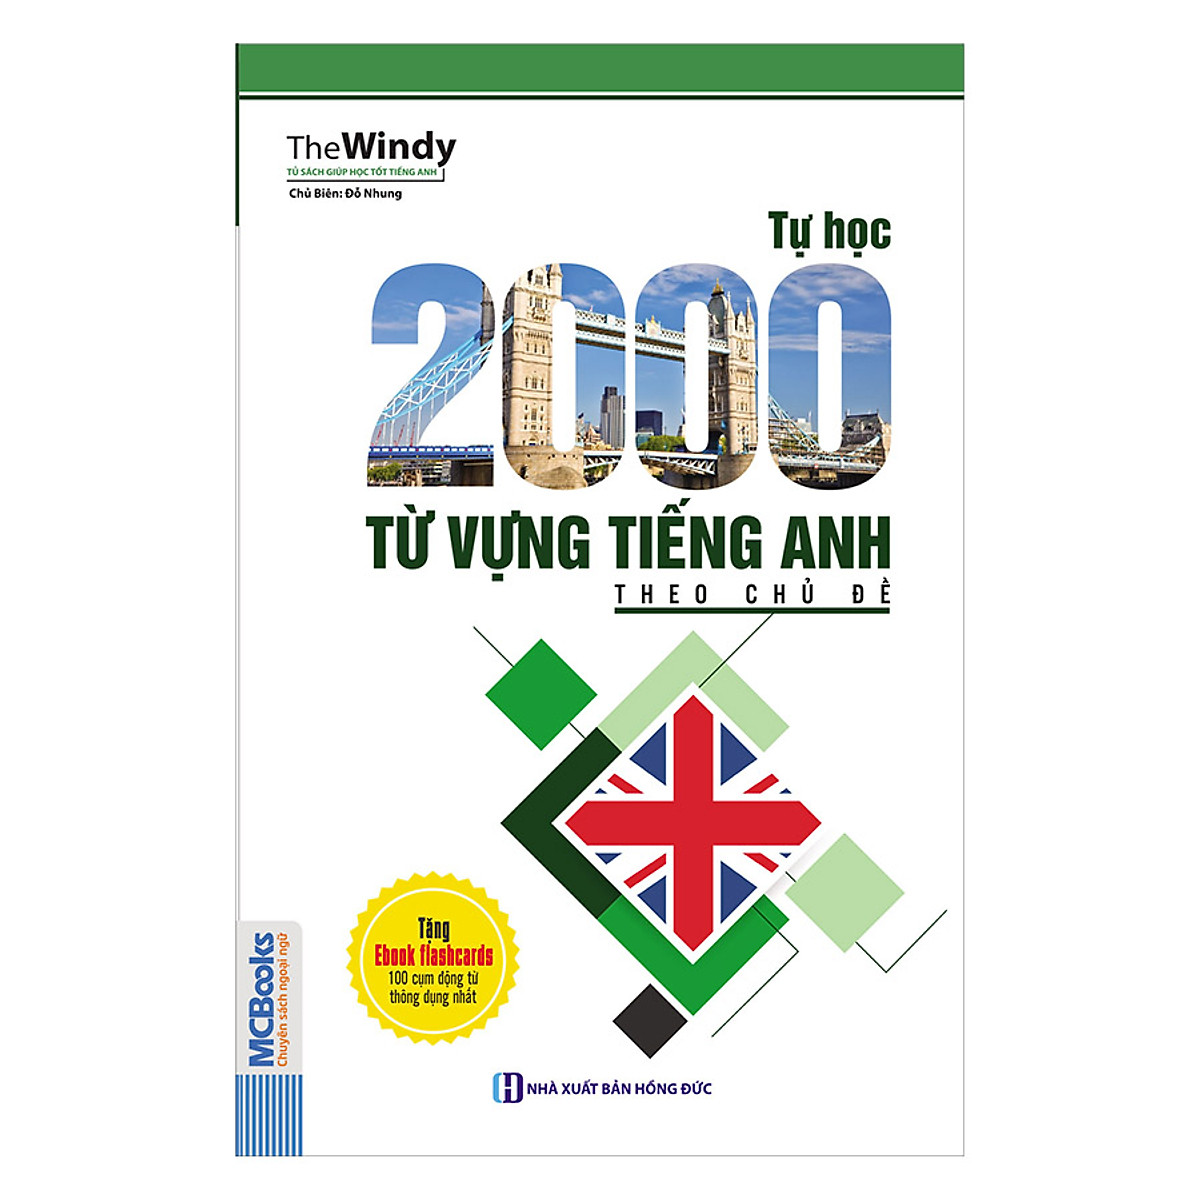 TheWindy
TỦ SÁCH GIÚP HỌC TỐT TIẾNG ANH
Chủ Biên: Đỗ Nhung
Tự học
2000
TỪ VỰNG TIẾNG ANH
THEO CHỦ ĐỀ
Tặng
Ebook flashcards
100 cụm động từ
thông dụng nhất
MCBooks
Chuyên sách ngoại ngữ
NHÀ XUẤT BẢN HỒNG ĐỨC